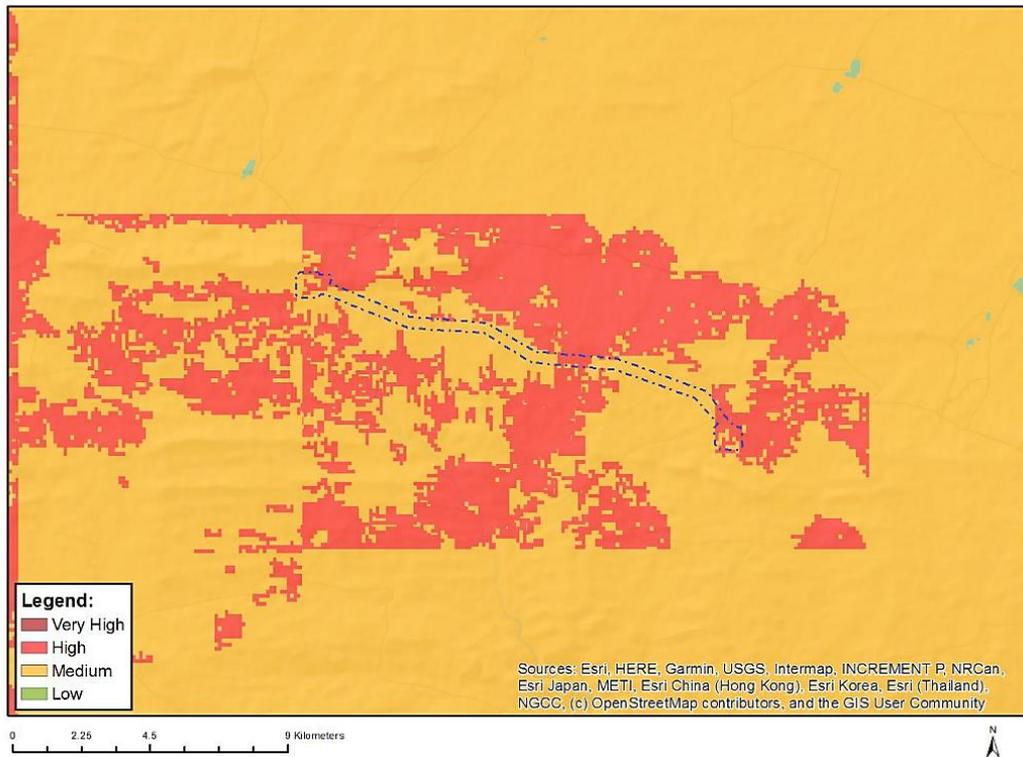 Legend:
Very High
High
Medium
Low
Sources: Esri, HERE, Garmin, USGS, Intermap, INCREMENT P, NRCan,
Esri Japan, METI, Esri China (Hong Kong), Esri Korea, Esri (Thailand),
NGCC, (c) OpenStreetMap contributors, and the GIS User Community
0 2.25 4.5 9 Kilometers
N